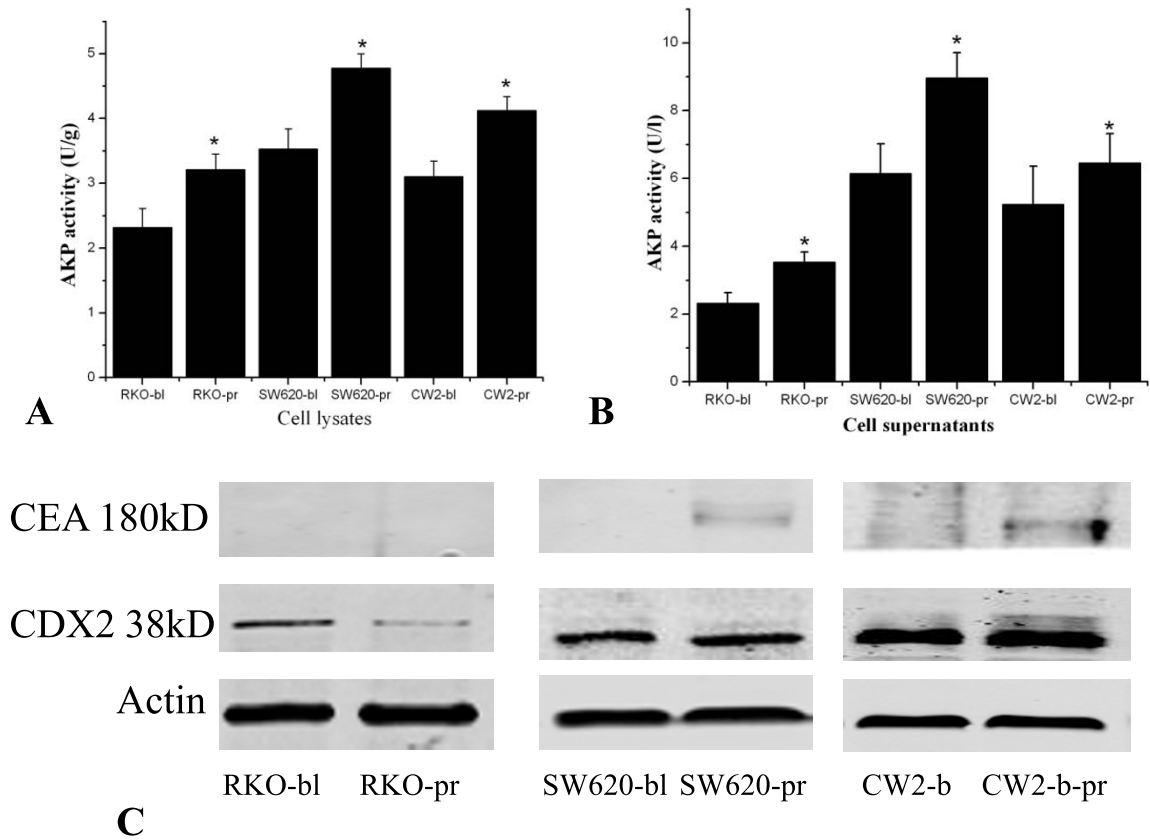 AKP activity (U/g)
5
4
3
2
1
0
*
*
*
RKO-bl RKO-pr SW620-bl SW620-pr CW2-bl CW2-pr
Cell lysates
A
AKP activity (U/l)
10
8
6
4
2
0
*
*
*
RKO-bl RKO-pr SW620-bl SW620-pr CW2-bl CW2-pr
Cell supernatants
B
CEA 180kD
CDX2 38kD
Actin
RKO-bl RKO-pr SW620-bl SW620-pr CW2-b CW2-b-pr
C